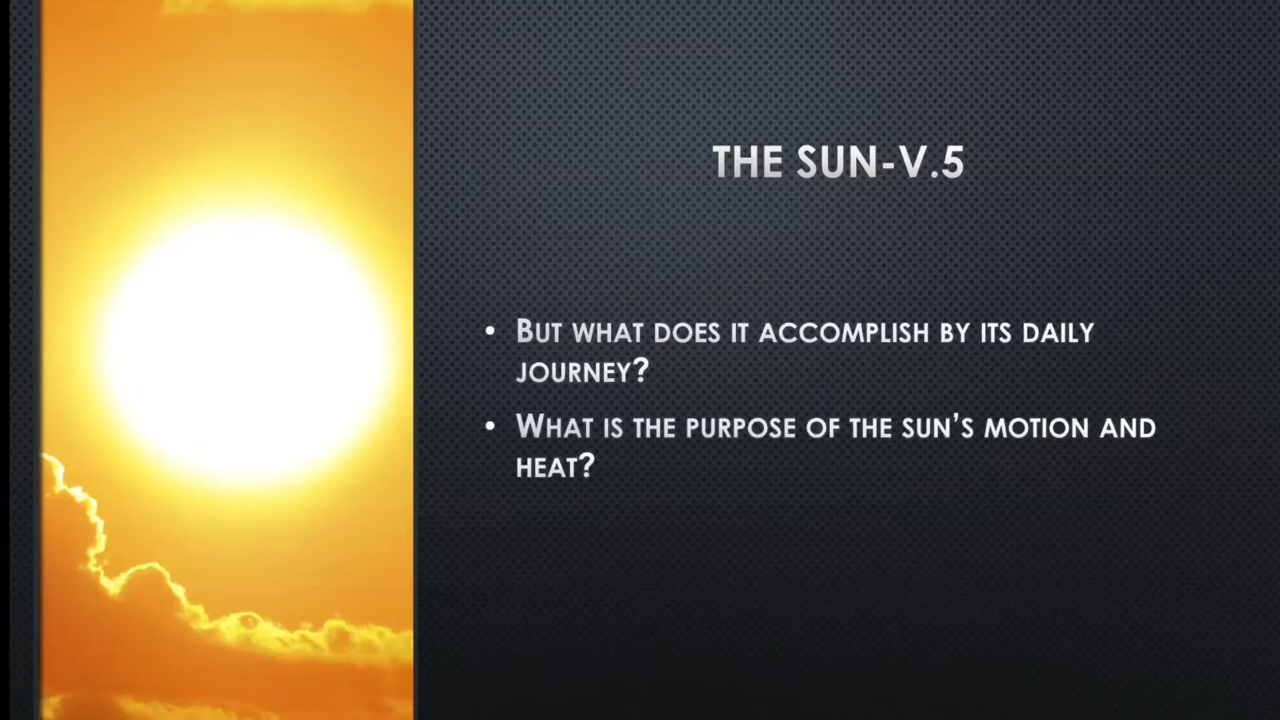 THE SUN-V.5
• BUT WHAT DOES IT ACCOMPLISH BY ITS DAILY
JOURNEY?
• WHAT IS THE PURPOSE OF THE SUN'S MOTION AND
HEAT?